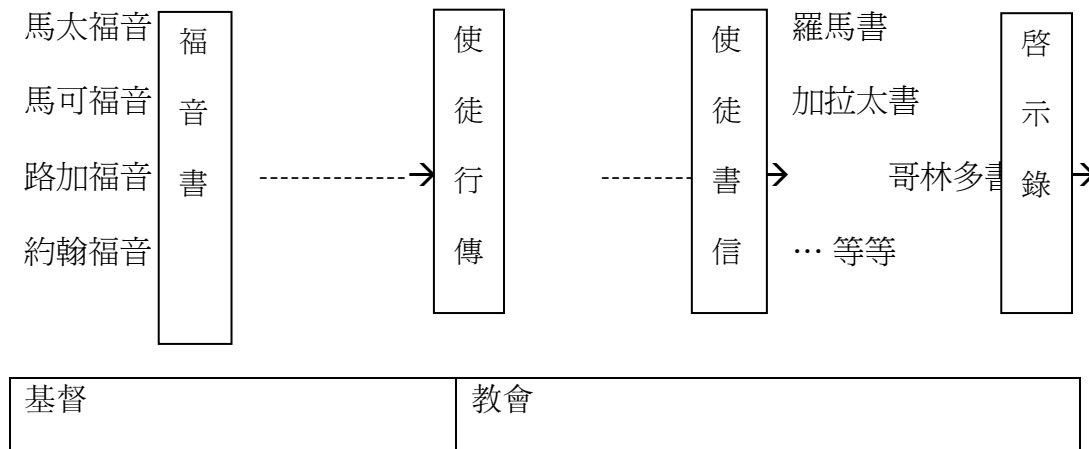 馬太福音
馬可福音
路加福音
約翰福音
福音書
使徒行傳
使徒書信
羅馬書
加拉太書
哥林多書
… 等等
啓示錄
基督
教會